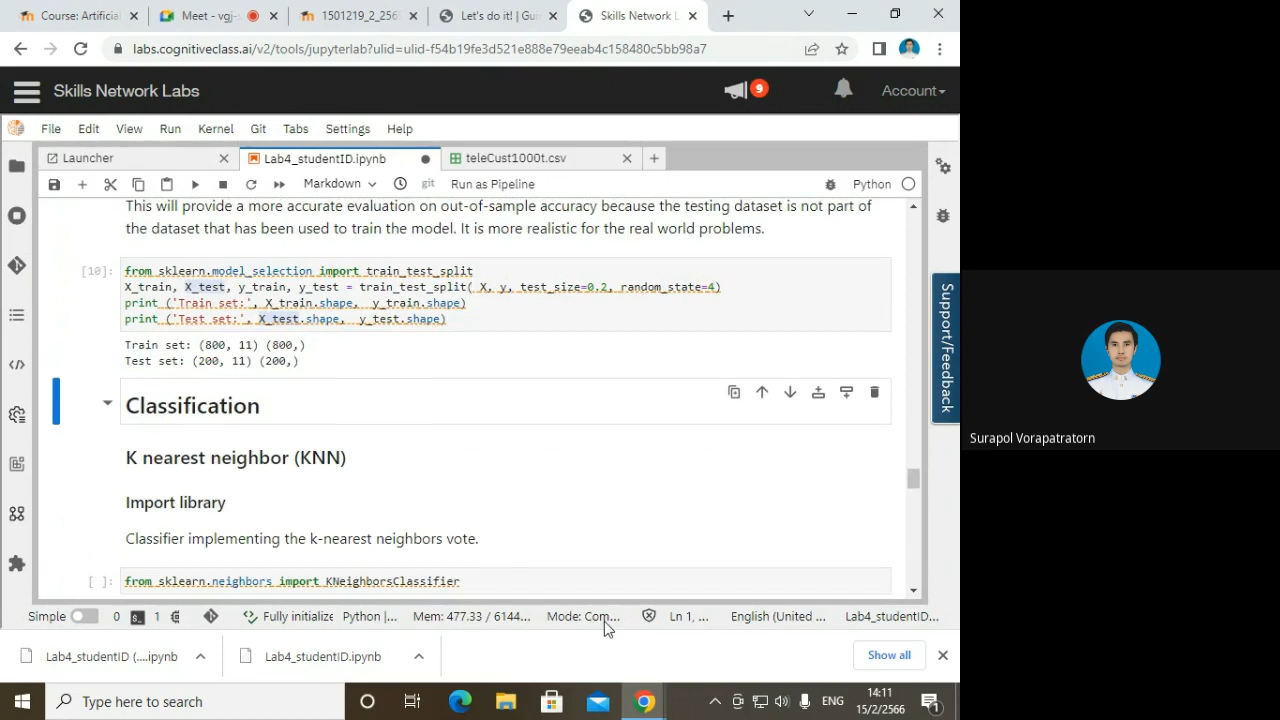 Course: Artificia
Meet - vgj-
1501219_2_256
Let's do it! | Gur
Skills Network L
labs.cognitiveclass.ai/v2/tools/jupyterlab?ulid=ulid-f54b19fe3d521e888e79eeab4c158480c5bb98a7
Skills Network Labs
9
Account
File Edit View Run Kernel Git Tabs Settings Help
Launcher
Lab4_studentID.ipynb
teleCust1000t.csv
Markdown
git
Run as Pipeline
Python
This will provide a more accurate evaluation on out-of-sample accuracy because the testing dataset is not part of
the dataset that has been used to train the model. It is more realistic for the real world problems.
[10]: from sklearn.model_selection import train_test_split
X_train, X_test, y_train, y_test = train_test_split( X, y, test_size=0.2, random_state=4)
print ('Train set:', X_train.shape, y_train.shape)
print ('Test set:', X_test.shape, y_test.shape)
Train set: (800, 11) (800,)
Test set: (200, 11) (200,)
Classification
K nearest neighbor (KNN)
Import library
Classifier implementing the k-nearest neighbors vote.
[ ]: from sklearn.neighbors import KNeighborsClassifier
Support/Feedback
Surapol Vorapatratorn
Simple 0 1 Fully initialize Python |... Mem: 477.33 / 6144... Mode: Com... Ln 1, ... English (United ... Lab4_studentID...
Lab4_studentID (....ipynb
Lab4_studentID.ipynb
Show all
Type here to search
ENG
14:11
15/2/2566
1